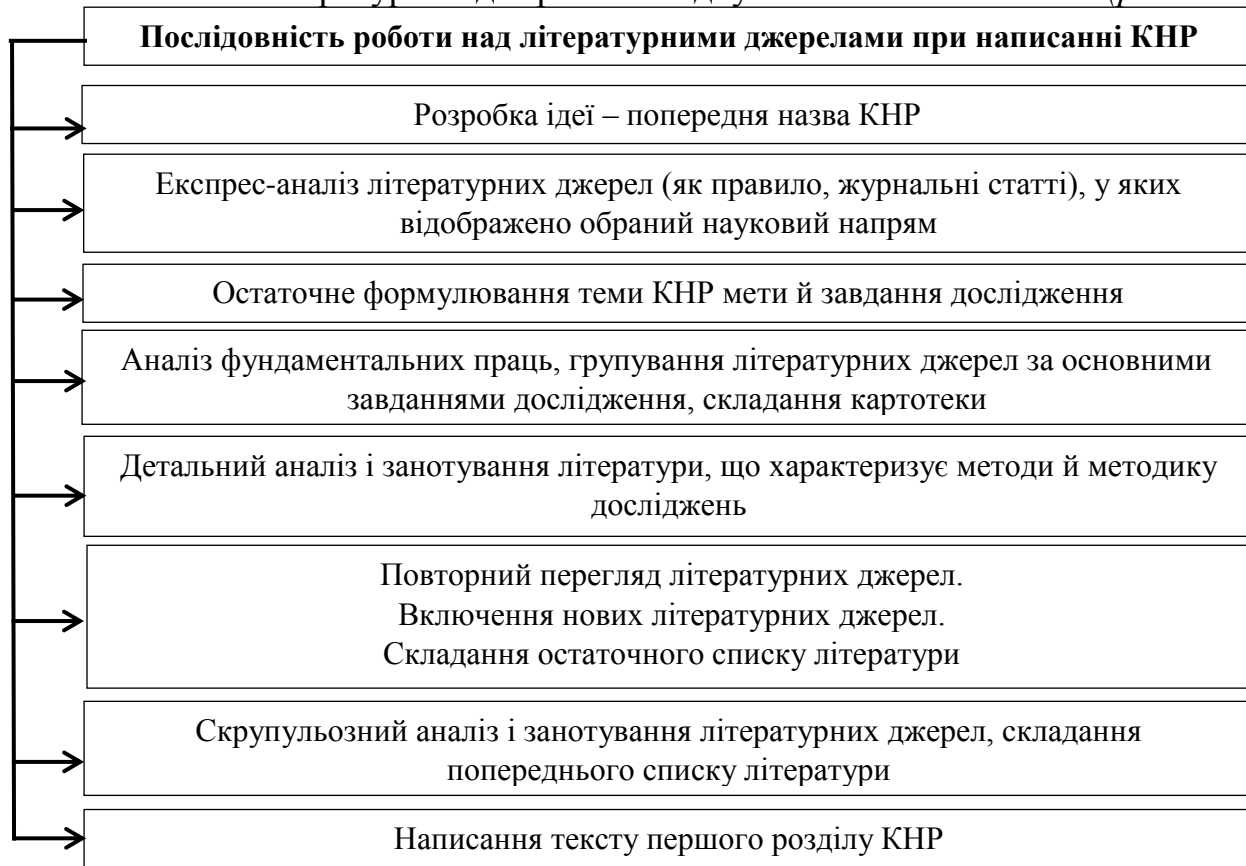 Послідовність роботи над літературними джерелами при написанні КНР
Розробка ідеї – попередня назва КНР
Експрес-аналіз літературних джерел (як правило, журнальні статті), у яких
відображено обраний науковий напрям
Остаточне формулювання теми КНР мети й завдання дослідження
Аналіз фундаментальних праць, групування літературних джерел за основними
завданнями дослідження, складання картотеки
Детальний аналіз і занотування літератури, що характеризує методи й методику
досліджень
Повторний перегляд літературних джерел.
Включення нових літературних джерел.
Складання остаточного списку літератури
Скрупульозний аналіз і занотування літературних джерел, складання
попереднього списку літератури
Написання тексту першого розділу КНР